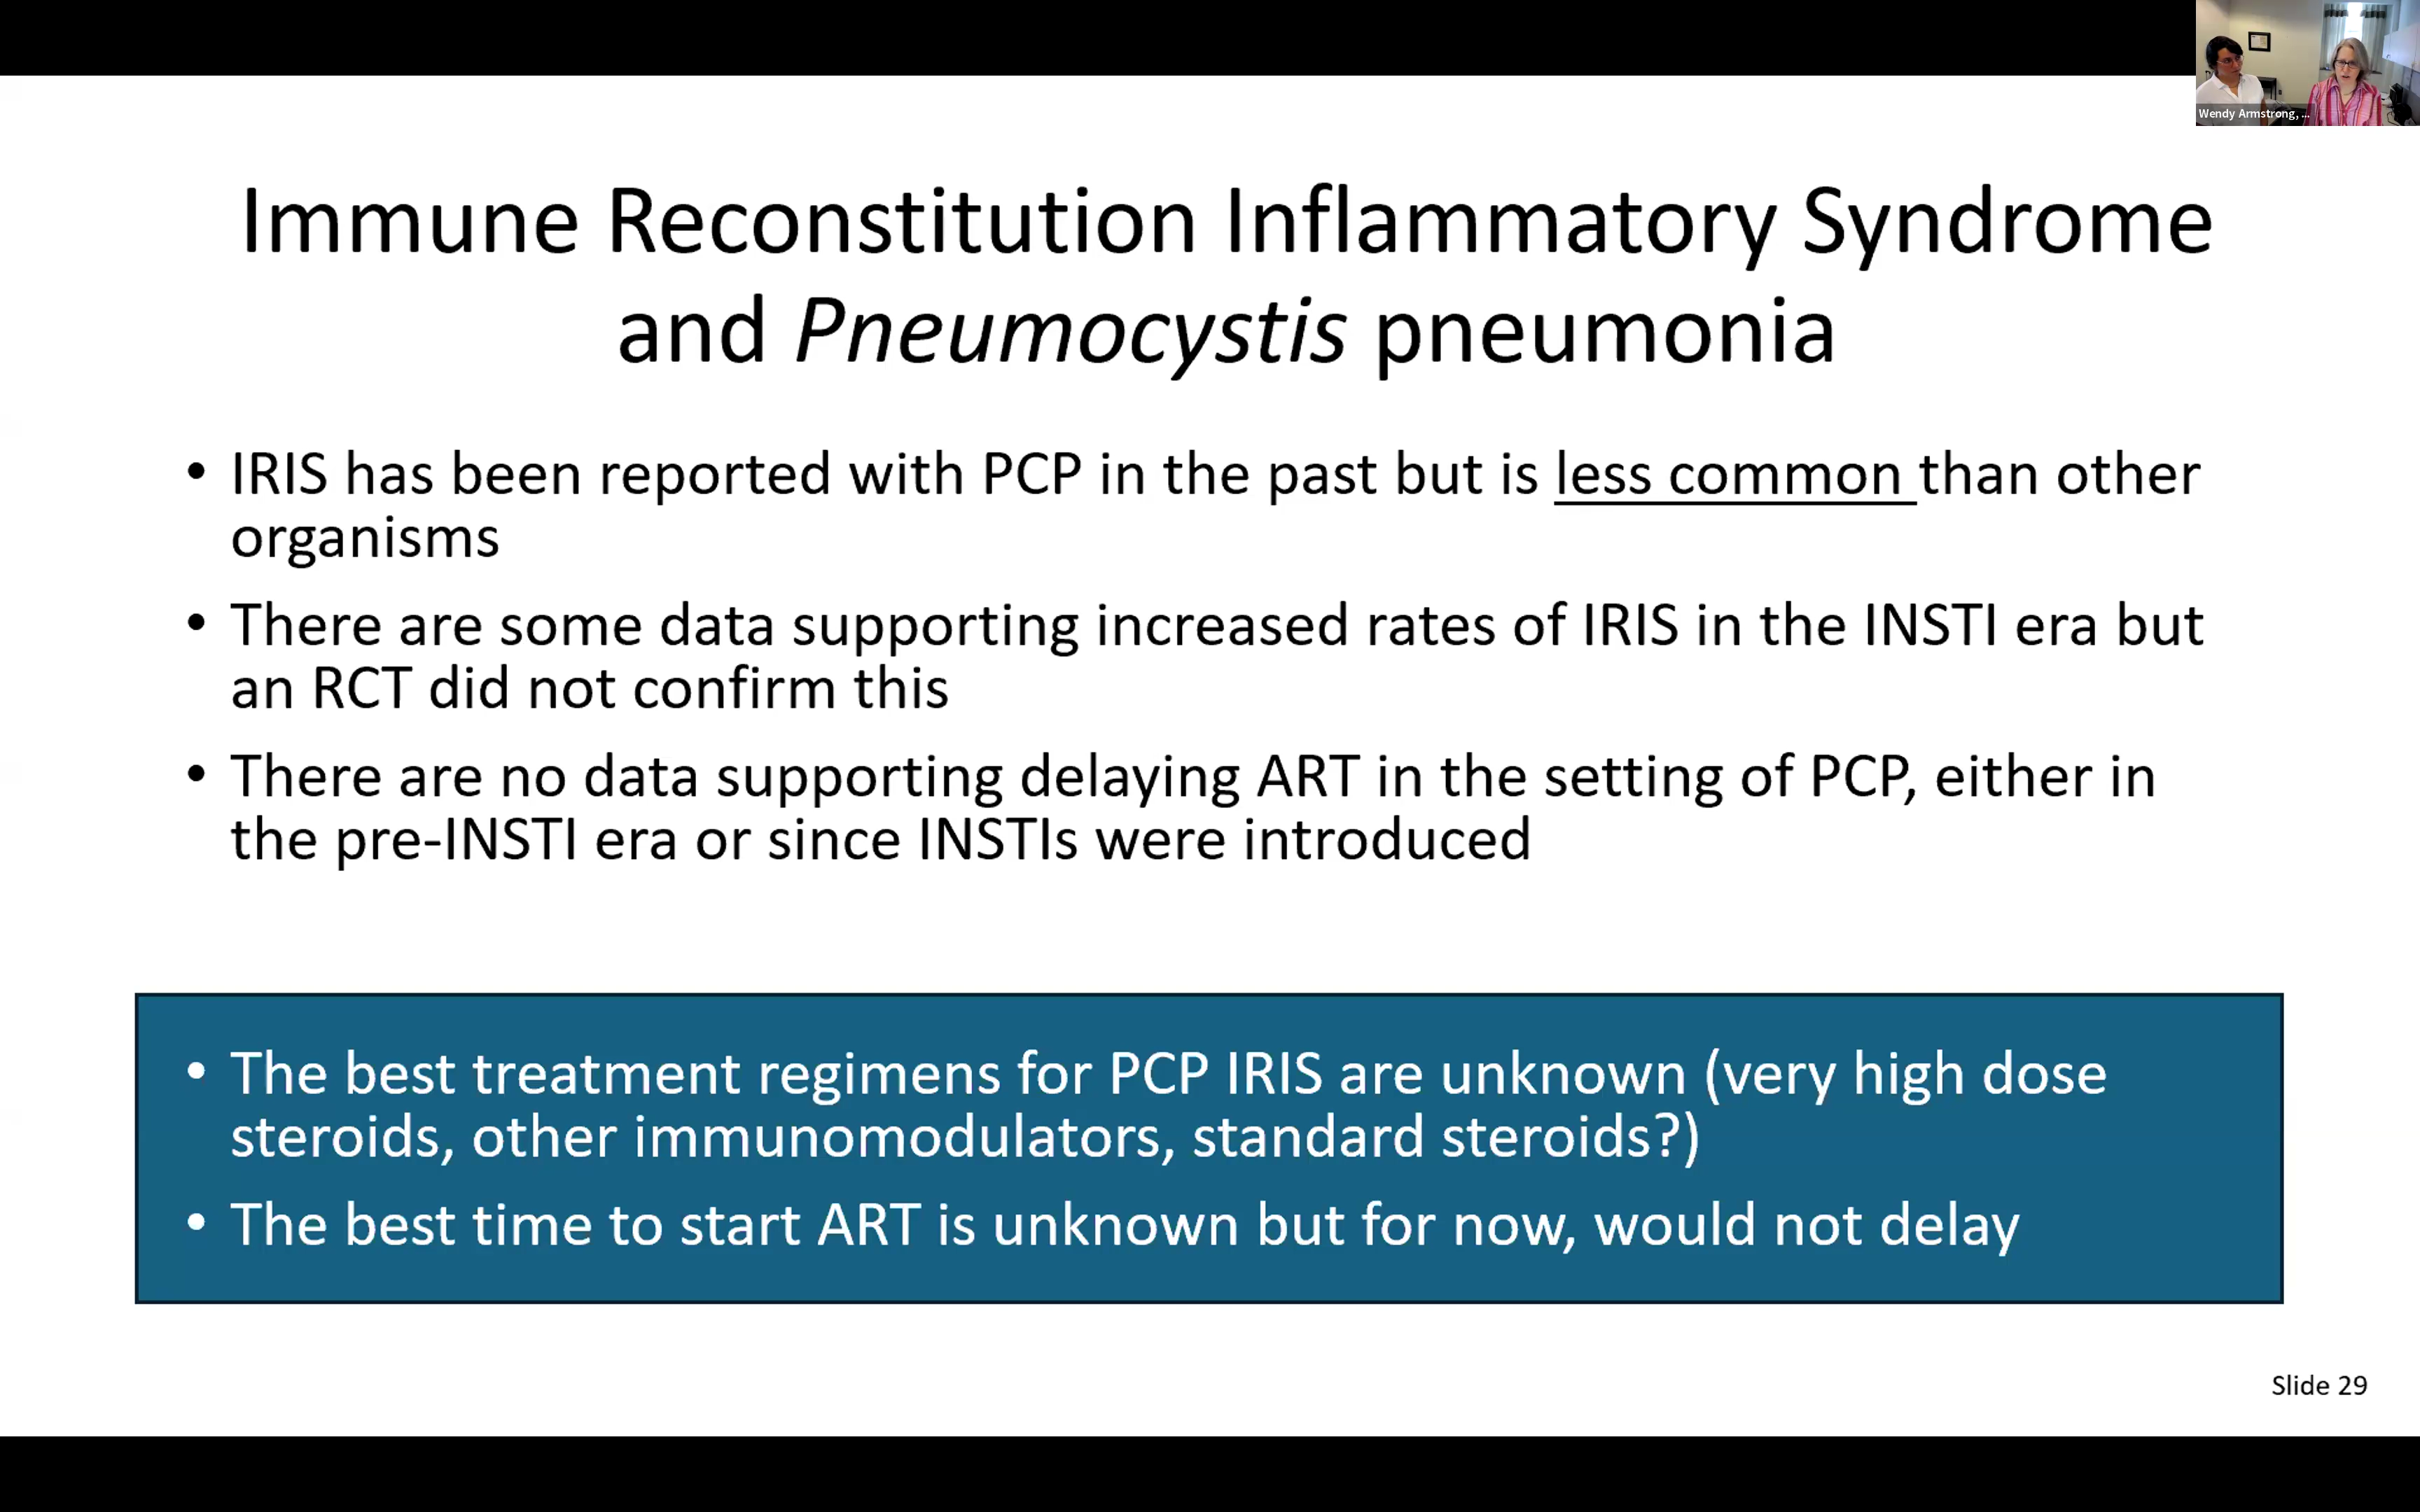 Wendy Armstrong, ...
Immune Reconstitution Inflammatory Syndrome
and Pneumocystis pneumonia
• IRIS has been reported with PCP in the past but is less common than other
organisms
• There are some data supporting increased rates of IRIS in the INSTI era but
an RCT did not confirm this
• There are no data supporting delaying ART in the setting of PCP, either in
the pre-INSTI era or since INSTIs were introduced
• The best treatment regimens for PCP IRIS are unknown (very high dose
steroids, other immunomodulators, standard steroids?)
• The best time to start ART is unknown but for now, would not delay
Slide 29